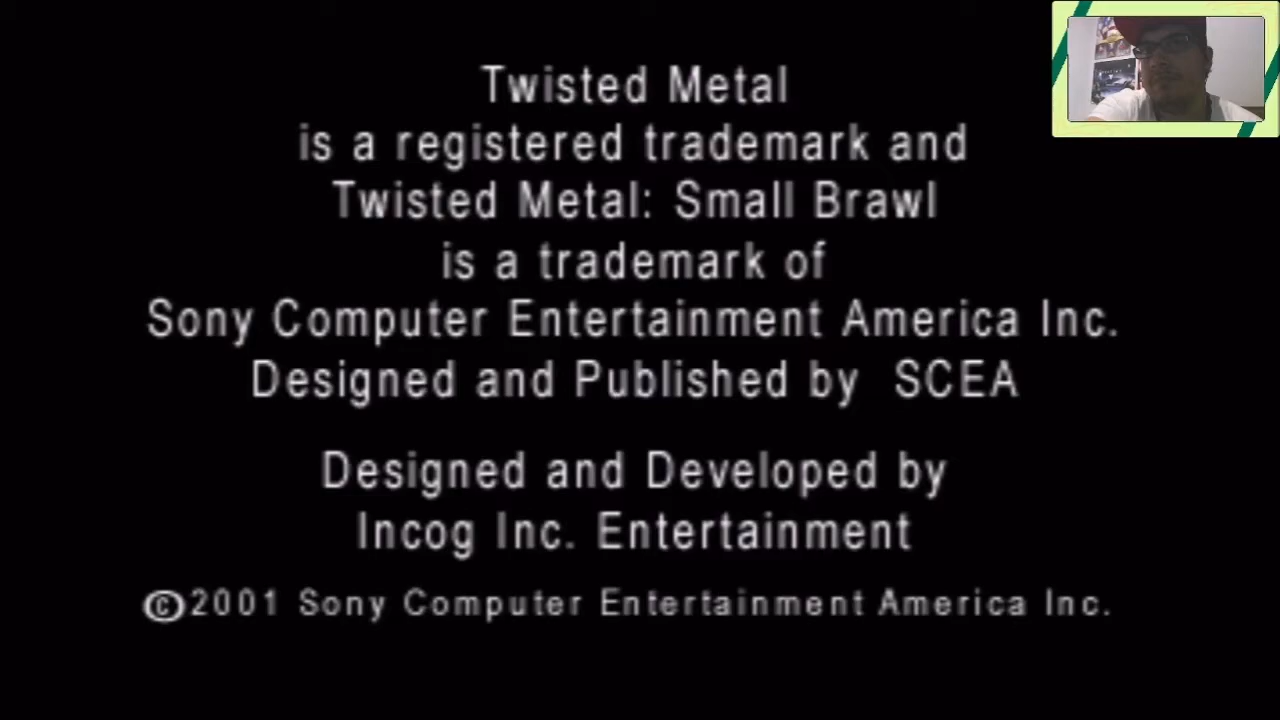 Twisted Metal
is a registered trademark and
Twisted Metal: Small Brawl
is a trademark of
Sony Computer Entertainment America Inc.
Designed and Published by SCEA
Designed and Developed by
Incog Inc. Entertainment
©2001 Sony Computer Entertainment America Inc.